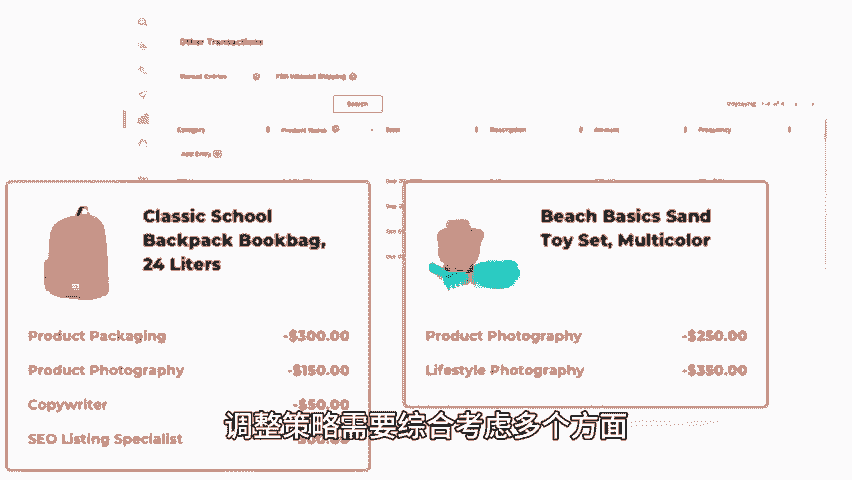 Other Transactions
Manual Entries
FBA Inbound Shipping
Search
Displaying
Category
Product Name
Date
Description
Amount
Frequency
Add Entry
Classic School
Backpack Bookbag,
24 Liters
Product Packaging -$300.00
Product Photography -$150.00
Copywriter -$50.00
SEO Listing Specialist
Beach Basics Sand
Toy Set, Multicolor
Product Photography -$250.00
Lifestyle Photography -$350.00
调整策略需要综合考虑多个方面